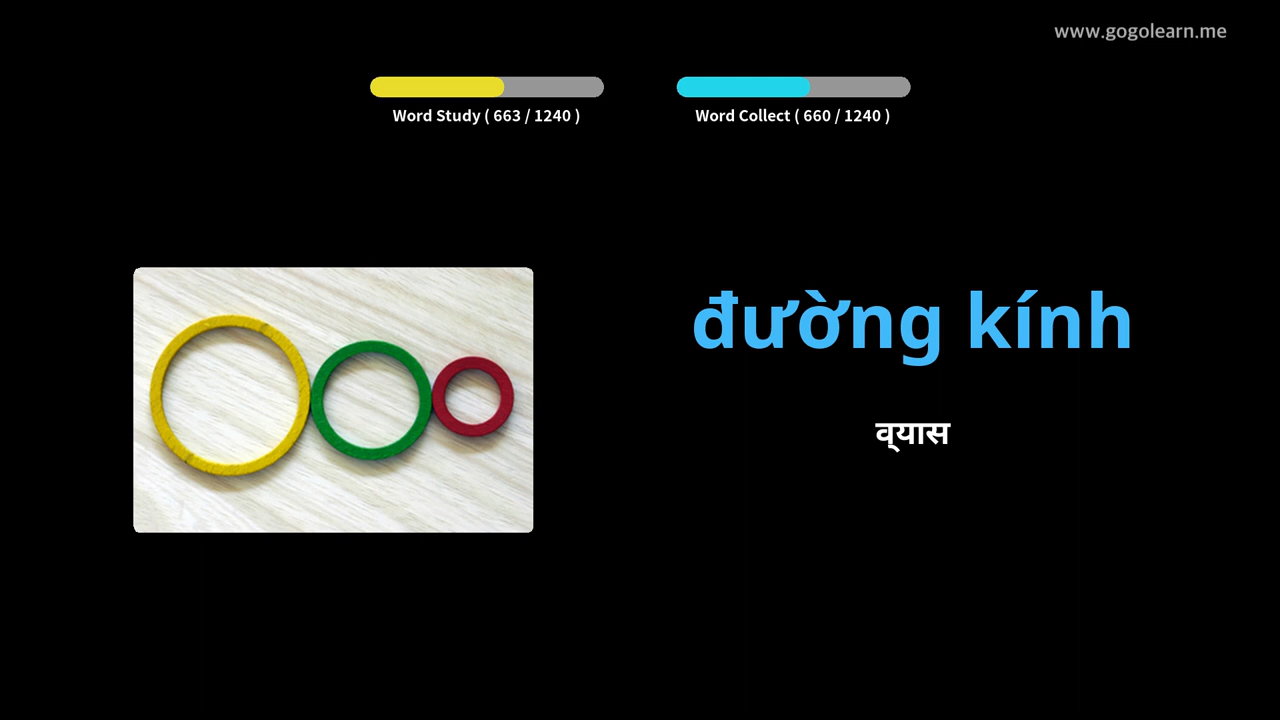 www.gogolearn.me
Word Study ( 663 / 1240 )
Word Collect ( 660 / 1240 )
đường kính
व्यास